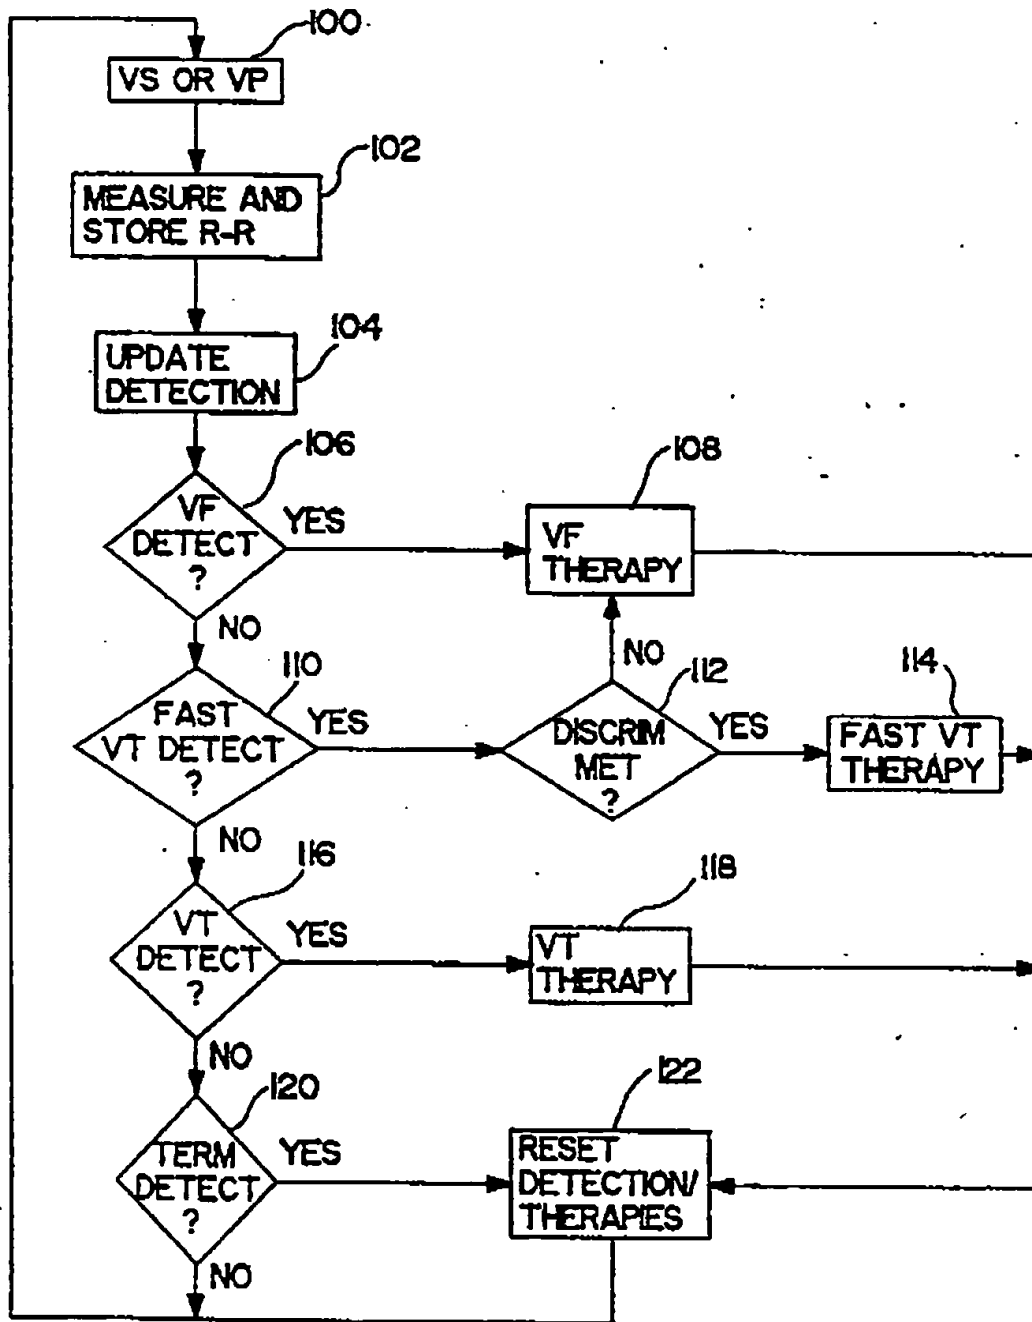 100
VS OR VP
102
MEASURE AND
STORE R-R
104
UPDATE
DETECTION
106
VF
DETECT
?
YES
NO
108
VF
THERAPY
110
FAST
VT DETECT
?
YES
NO
112
DISCRIM
MET
?
NO
YES
114
FAST VT
THERAPY
116
VT
DETECT
?
YES
NO
118
VT
THERAPY
120
TERM
DETECT
?
YES
NO
122
RESET
DETECTION/
THERAPIES